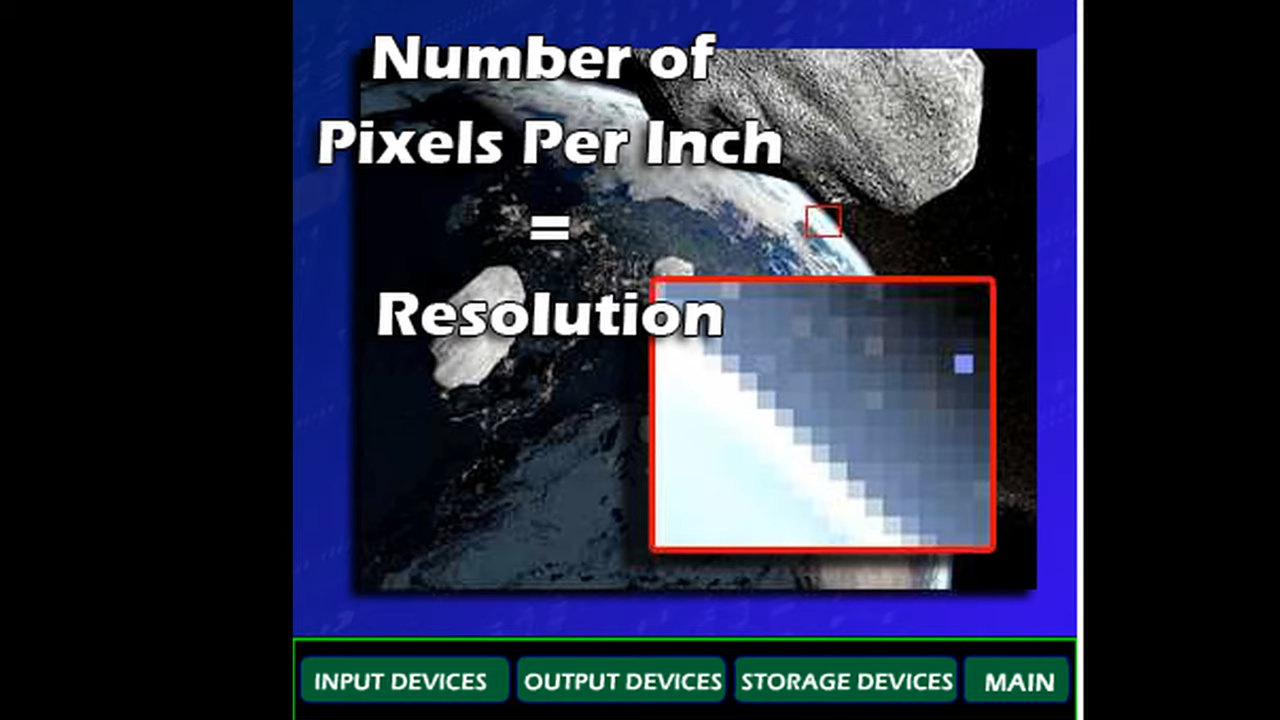 Number of
Pixels Per Inch
=
Resolution
INPUT DEVICES
OUTPUT DEVICES
STORAGE DEVICES
MAIN